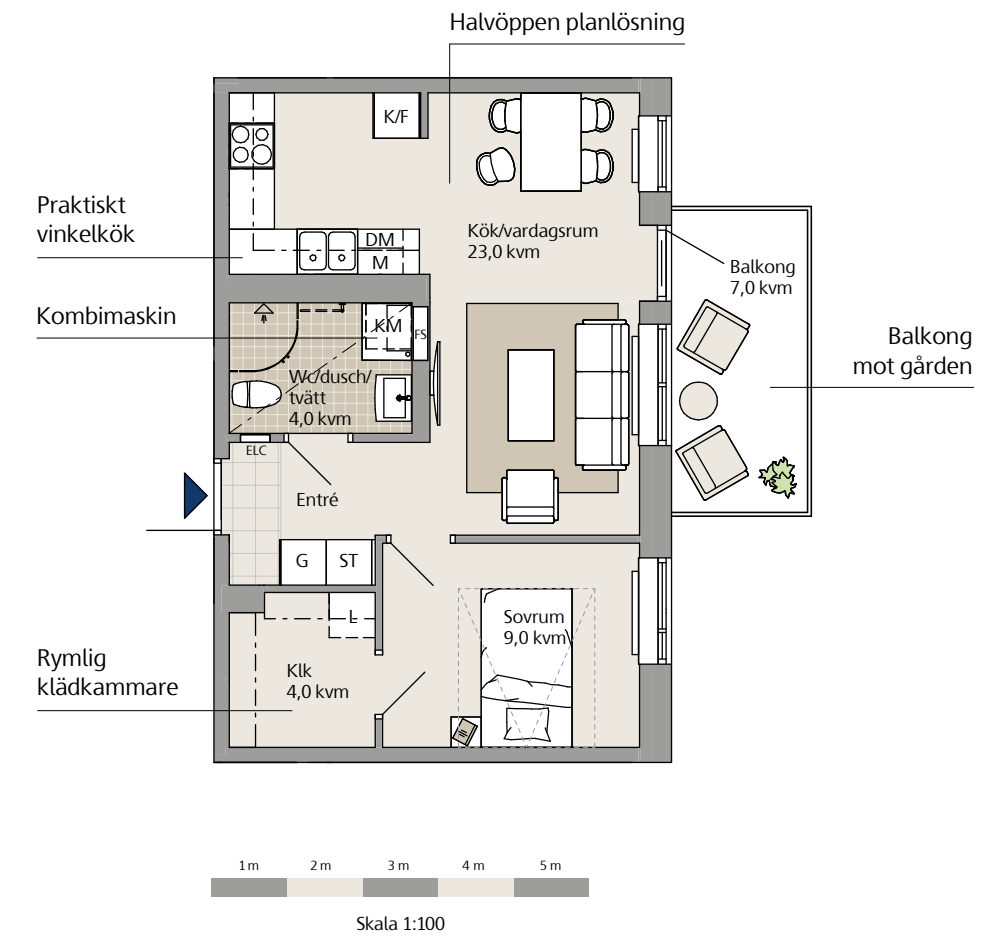 Halvöppen planlösning
K/F
Praktiskt
vinkelkök
DM
M
Kök/vardagsrum
23,0 kvm
Balkong
7,0 kvm
Kombimaskin
KM
FS
Balkong
mot gården
Wc/dusch/
tvätt
4,0 kvm
ELC
Entré
G
ST
L
Sovrum
9,0 kvm
Rymlig
klädkammare
Klk
4,0 kvm
1 m 2 m 3 m 4 m 5 m
Skala 1:100